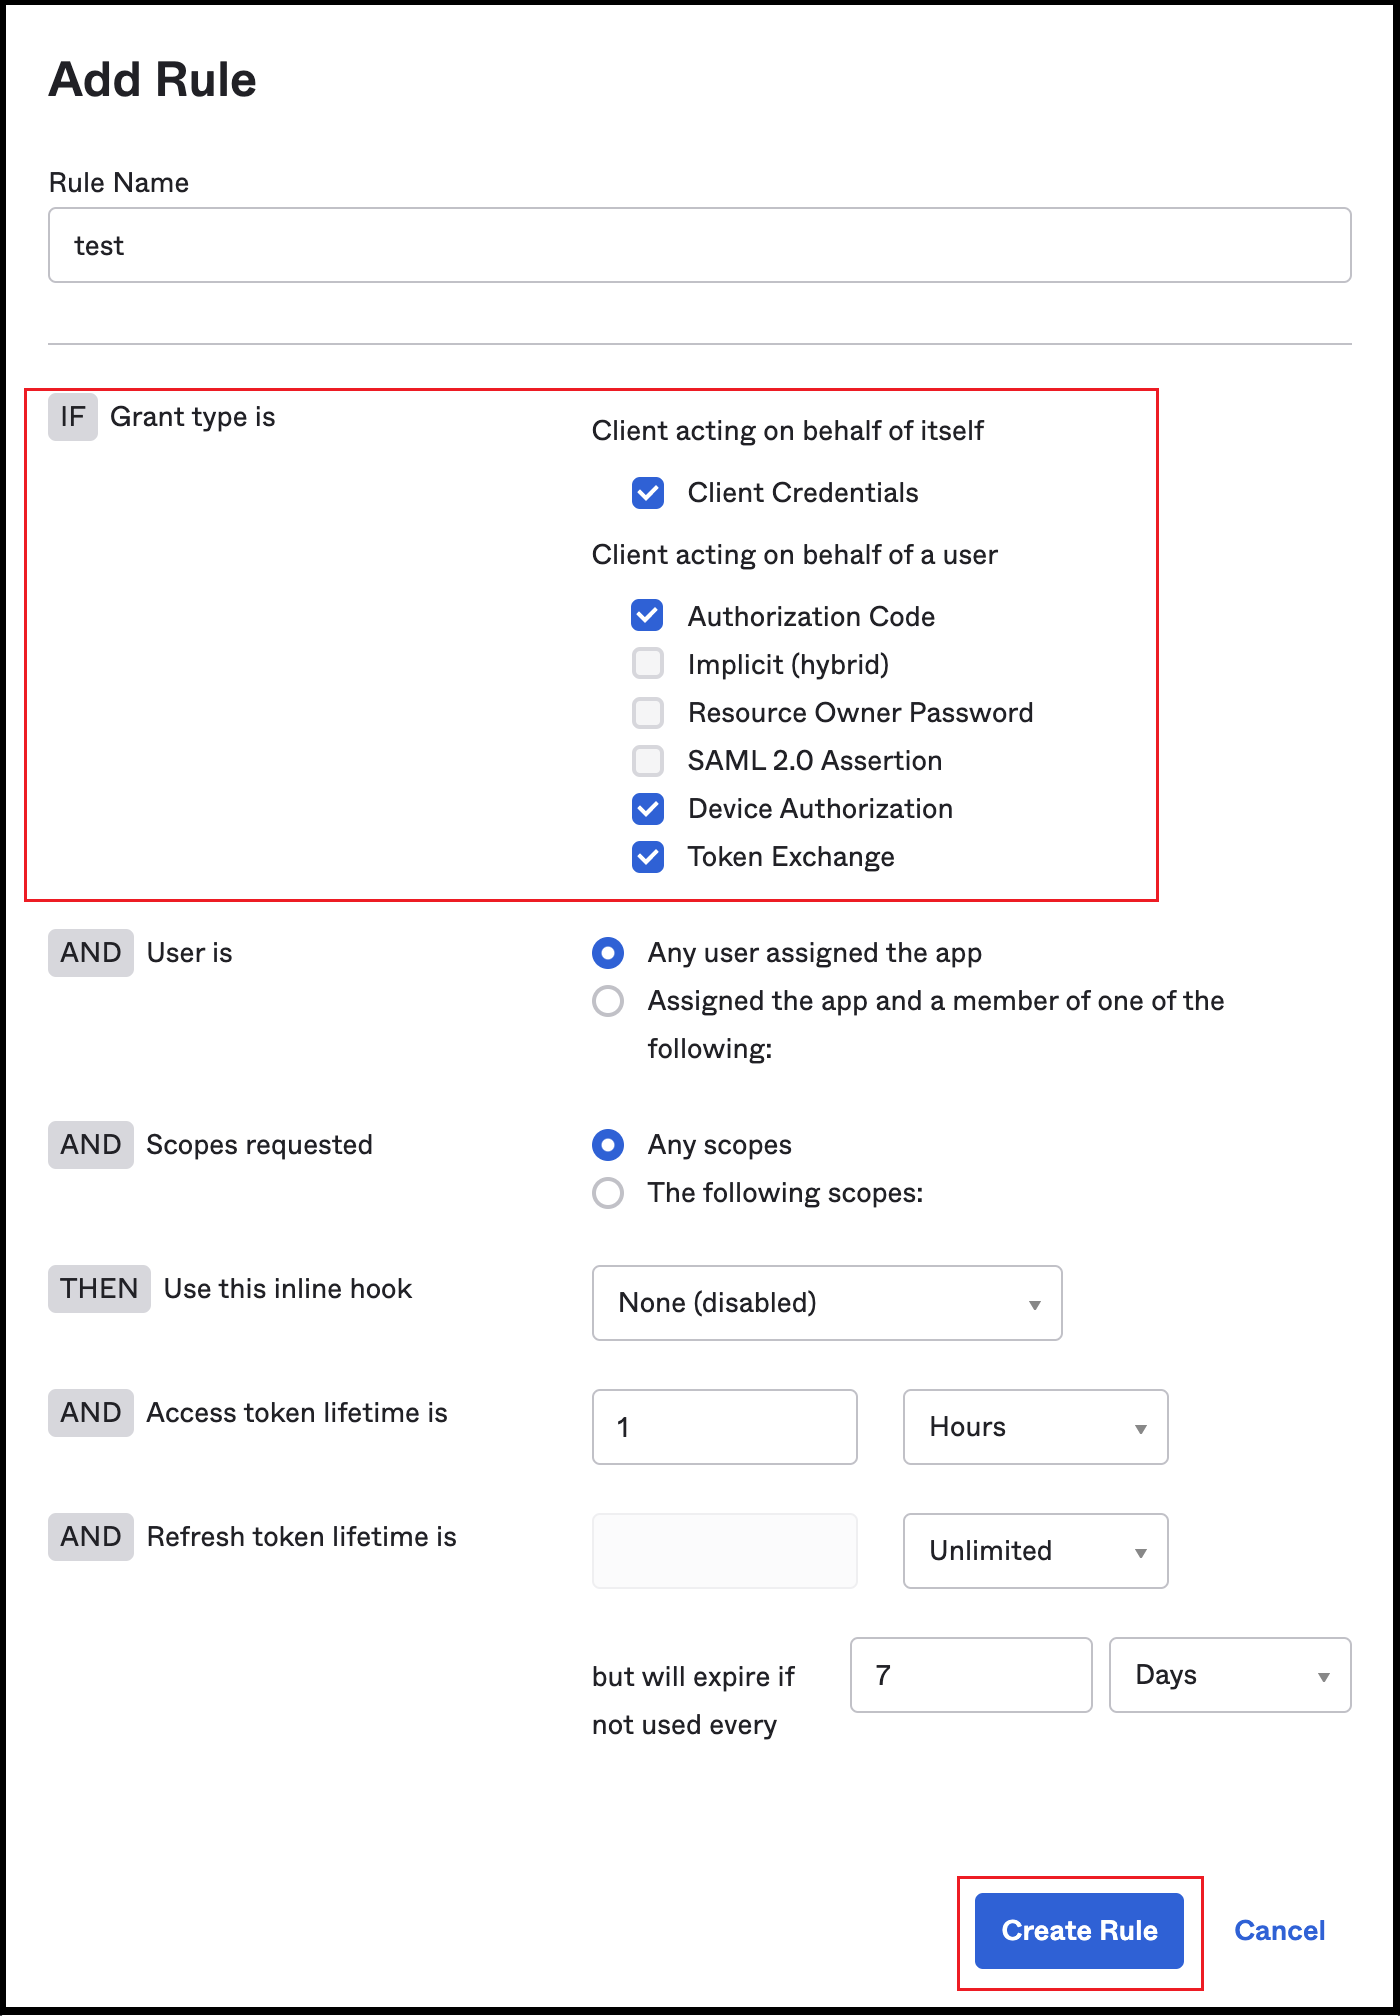 Add Rule
Rule Name
test
IF Grant type is
Client acting on behalf of itself
Client Credentials
Client acting on behalf of a user
Authorization Code
Implicit (hybrid)
Resource Owner Password
SAML 2.0 Assertion
Device Authorization
Token Exchange
AND User is
Any user assigned the app
Assigned the app and a member of one of the
following:
AND Scopes requested
Any scopes
The following scopes:
THEN Use this inline hook
None (disabled)
AND Access token lifetime is
1 Hours
AND Refresh token lifetime is
Unlimited
but will expire if
not used every
7 Days
Create Rule Cancel